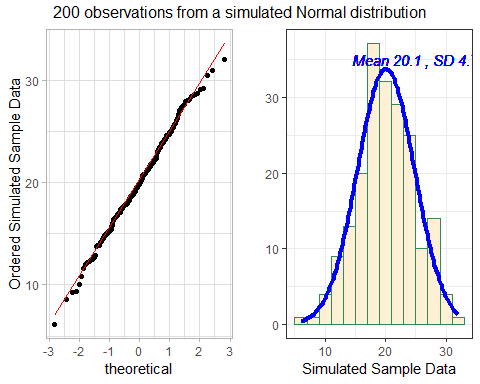 200 observations from a simulated Normal distribution
Ordered Simulated Sample Data
30
20
10
-3 -2 -1 0 1 2 3
theoretical
Mean 20.1 , SD 4.
30
20
10
0
10 20 30
Simulated Sample Data